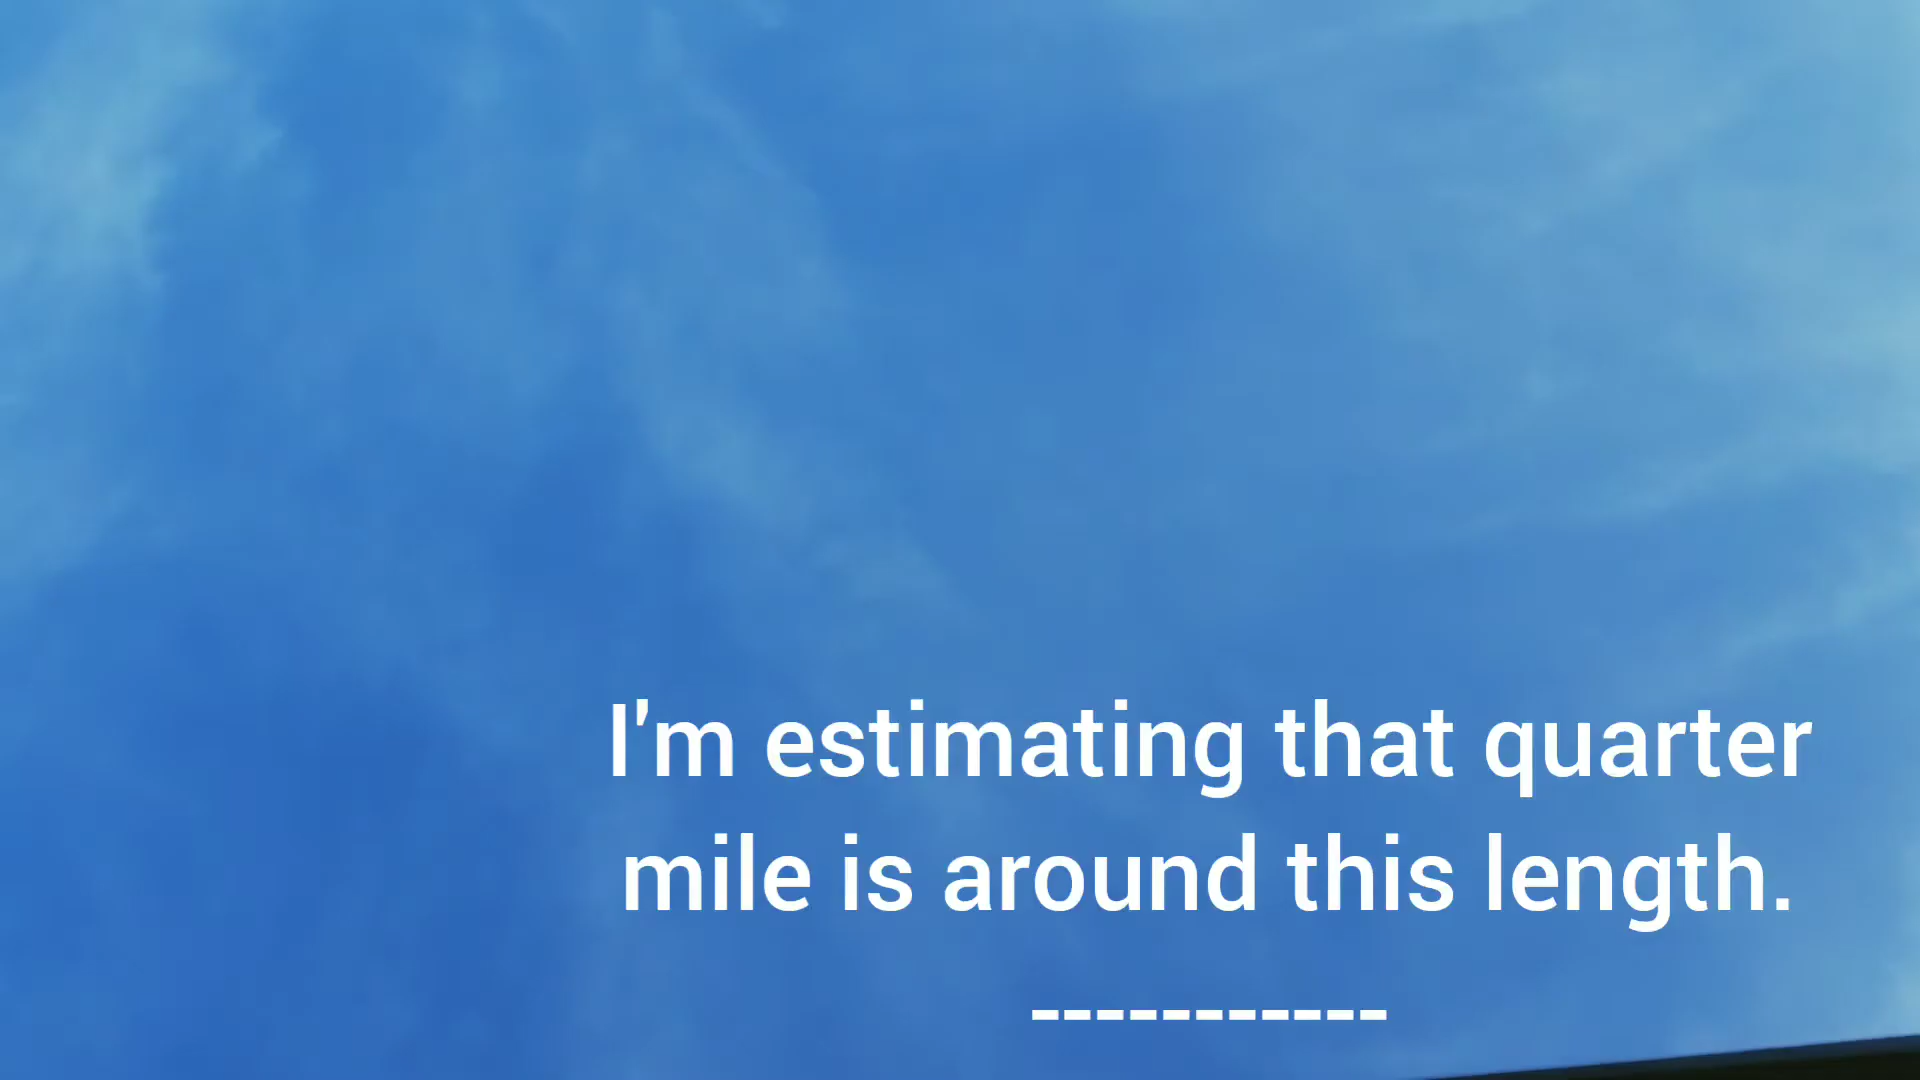 I'm estimating that quarter
mile is around this length.
-----------